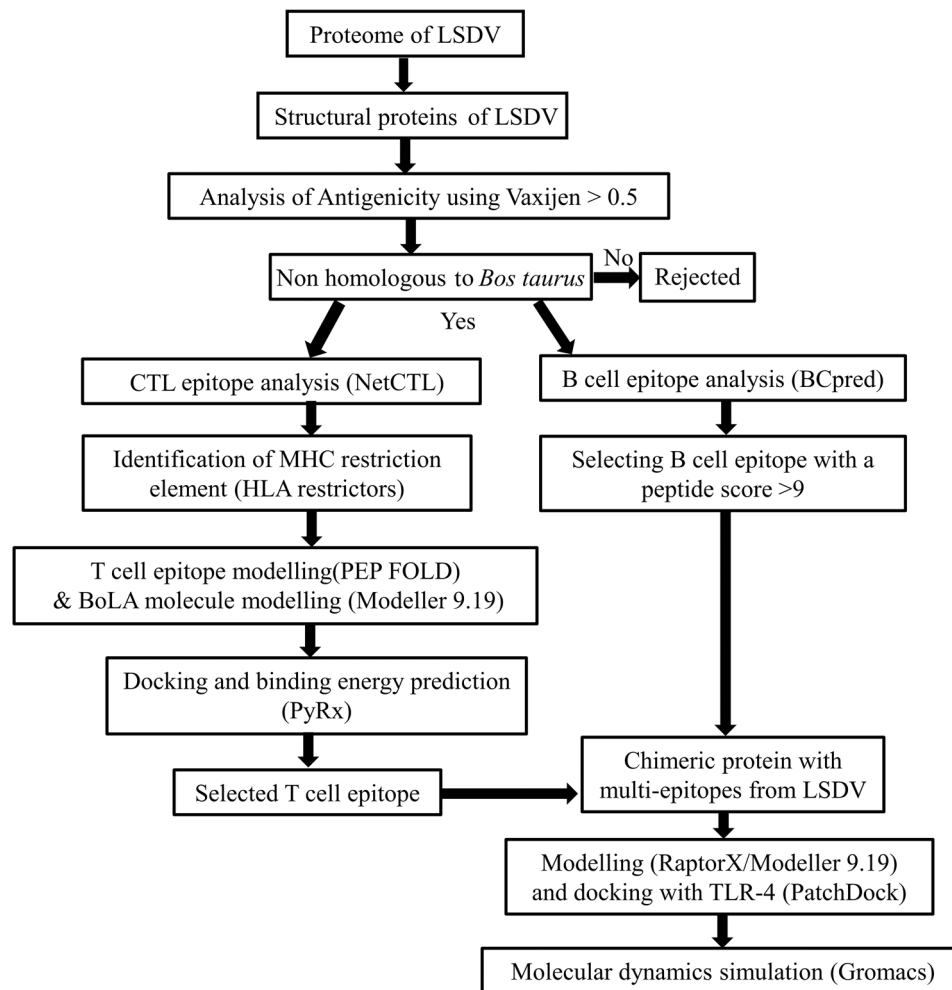 Proteome of LSDV
Structural proteins of LSDV
Analysis of Antigenicity using Vaxijen > 0.5
Non homologous to Bos taurus
No
Rejected
Yes
CTL epitope analysis (NetCTL)
B cell epitope analysis (BCpred)
Identification of MHC restriction
element (HLA restrictors)
Selecting B cell epitope with a
peptide score >9
T cell epitope modelling(PEP FOLD)
& BoLA molecule modelling (Modeller 9.19)
Docking and binding energy prediction
(PyRx)
Selected T cell epitope
Chimeric protein with
multi-epitopes from LSDV
Modelling (RaptorX/Modeller 9.19)
and docking with TLR-4 (PatchDock)
Molecular dynamics simulation (Gromacs)